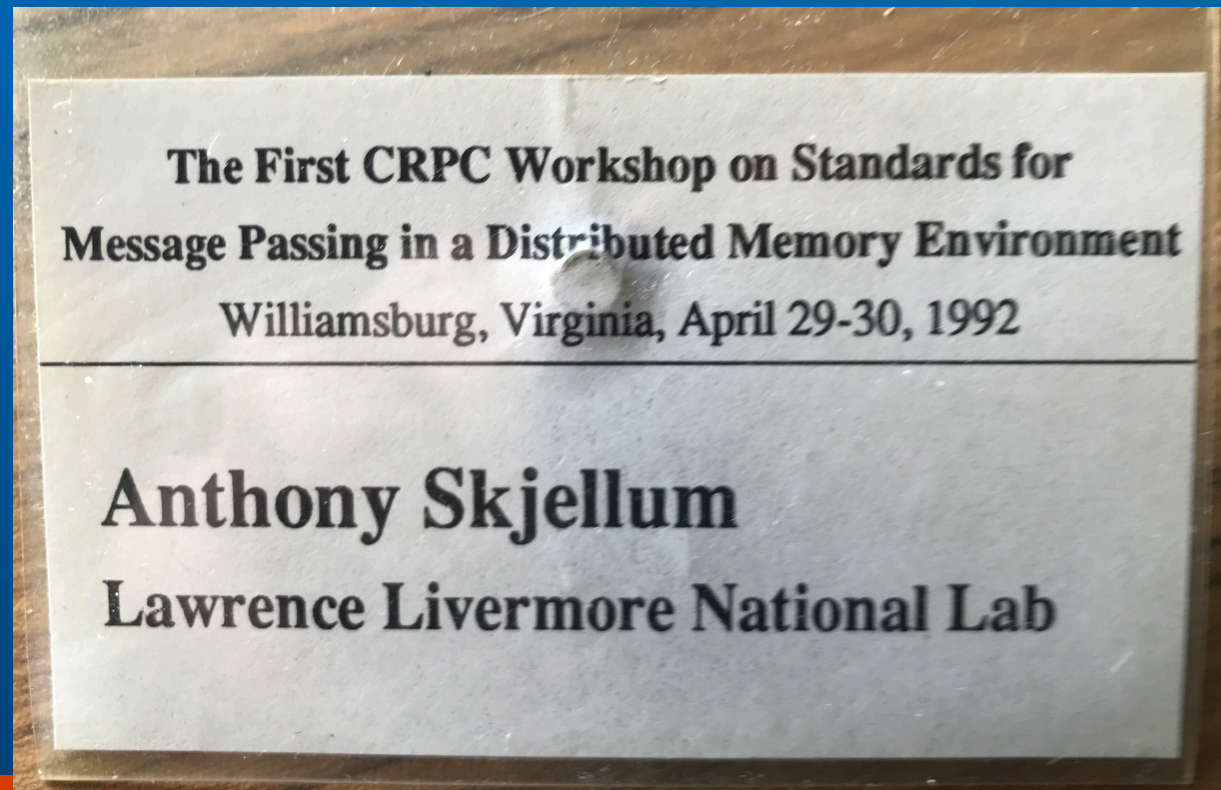 The First CRPC Workshop on Standards for
Message Passing in a Distributed Memory Environment
Williamsburg, Virginia, April 29-30, 1992
Anthony Skjellum
Lawrence Livermore National Lab